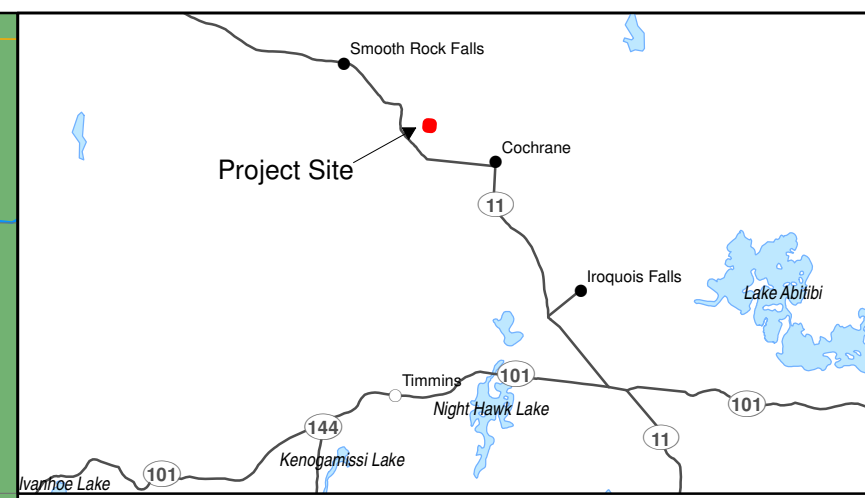 Smooth Rock Falls
Project Site
Cochrane
11
Iroquois Falls
Lake Abitibi
Timmins
101
Night Hawk Lake
101
144
11
Kenogamissi Lake
101
Ivanhoe Lake